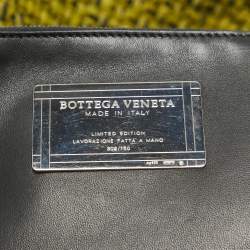 BOTTEGA VENETA
MADE IN ITALY
LIMITED EDITION
LAVORAZIONE FATTA A MANO